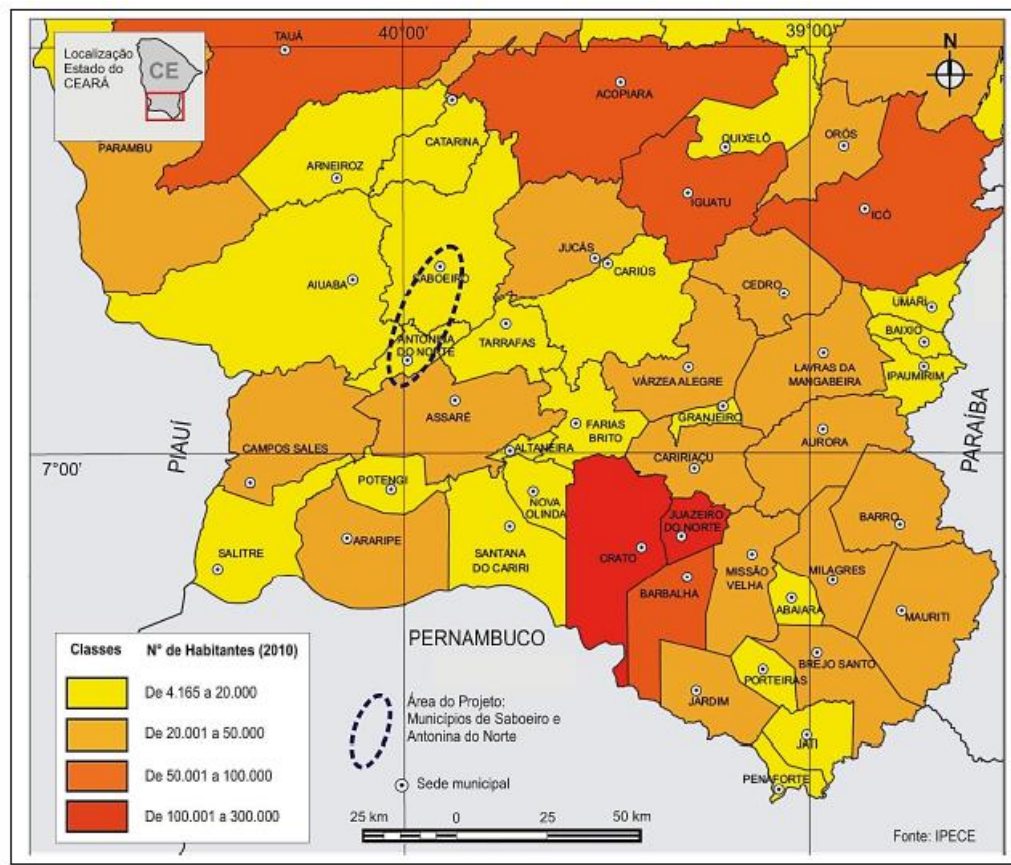 Localização
Estado do
CEARÁ
CE
40°00'
39°00'
N
TAUÁ
ACOPIARA
CATARINA
QUIXELÔ
ORÓS
PARAMBU
ARNEIROZ
IGUATU
ICÓ
JUCÁS
CARIÚS
AIUABA
SABOEIRO
CEDRO
UMARI
BAIXIO
IPAUMIRIM
ANTONINA
DO NORTE
TARRAFAS
VÁRZEA ALEGRE
LAVRAS DA
MANGABEIRA
PIAUÍ
PARAÍBA
ASSARÉ
FARIAS
BRITO
GRANJEIRO
AURORA
7°00'
CAMPOS SALES
ALTANEIRA
CARIRIAÇU
POTENGI
NOVA
OLINDA
JUAZEIRO
DO NORTE
BARRO
SALITRE
ARARIPE
SANTANA
DO CARIRI
CRATO
MISSÃO
VELHA
MILAGRES
BARBALHA
ABAIARA
MAURITI
PERNAMBUCO
BREJO SANTO
PORTEIRAS
JARDIM
JATI
PENAFORTE
Classes
N° de Habitantes (2010)
De 4.165 a 20.000
De 20.001 a 50.000
De 50.001 a 100.000
De 100.001 a 300.000
Área do Projeto:
Municípios de Saboeiro e
Antonina do Norte
Sede municipal
25 km 0 25 50 km
Fonte: IPECE